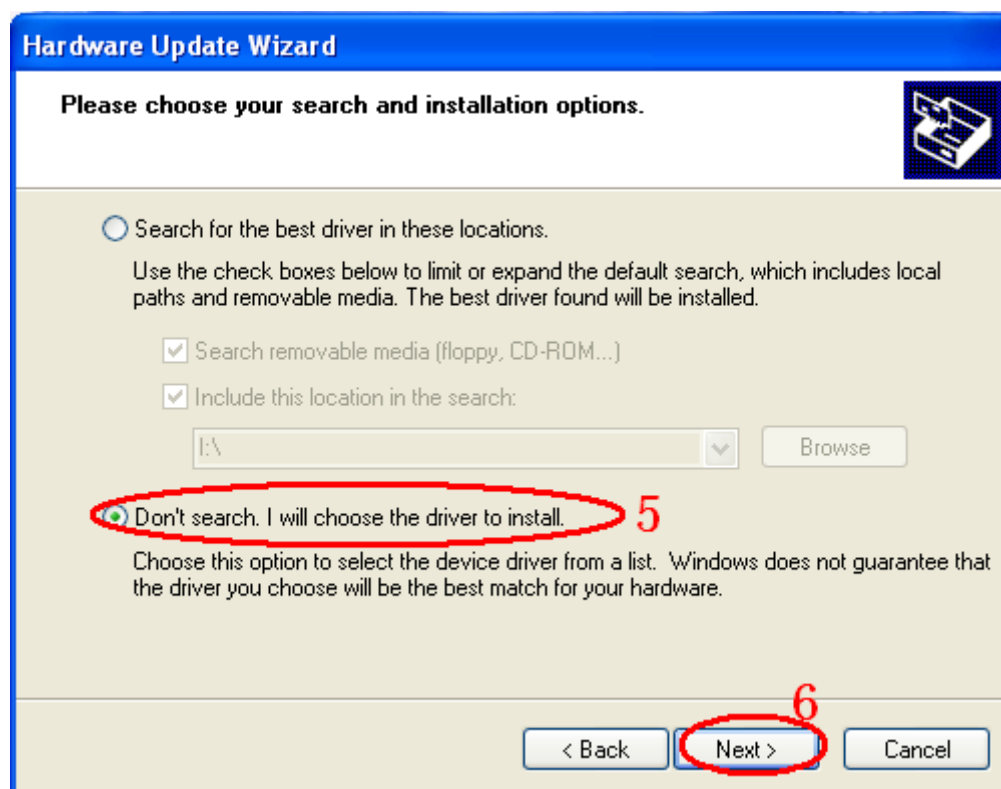 Hardware Update Wizard
Please choose your search and installation options.
Search for the best driver in these locations.
Use the check boxes below to limit or expand the default search, which includes local
paths and removable media. The best driver found will be installed.
Search removable media (floppy, CD-ROM...)
Include this location in the search:
I:\
Browse
Don't search. I will choose the driver to install. 5
Choose this option to select the device driver from a list. Windows does not guarantee that
the driver you choose will be the best match for your hardware.
6
< Back Next > Cancel